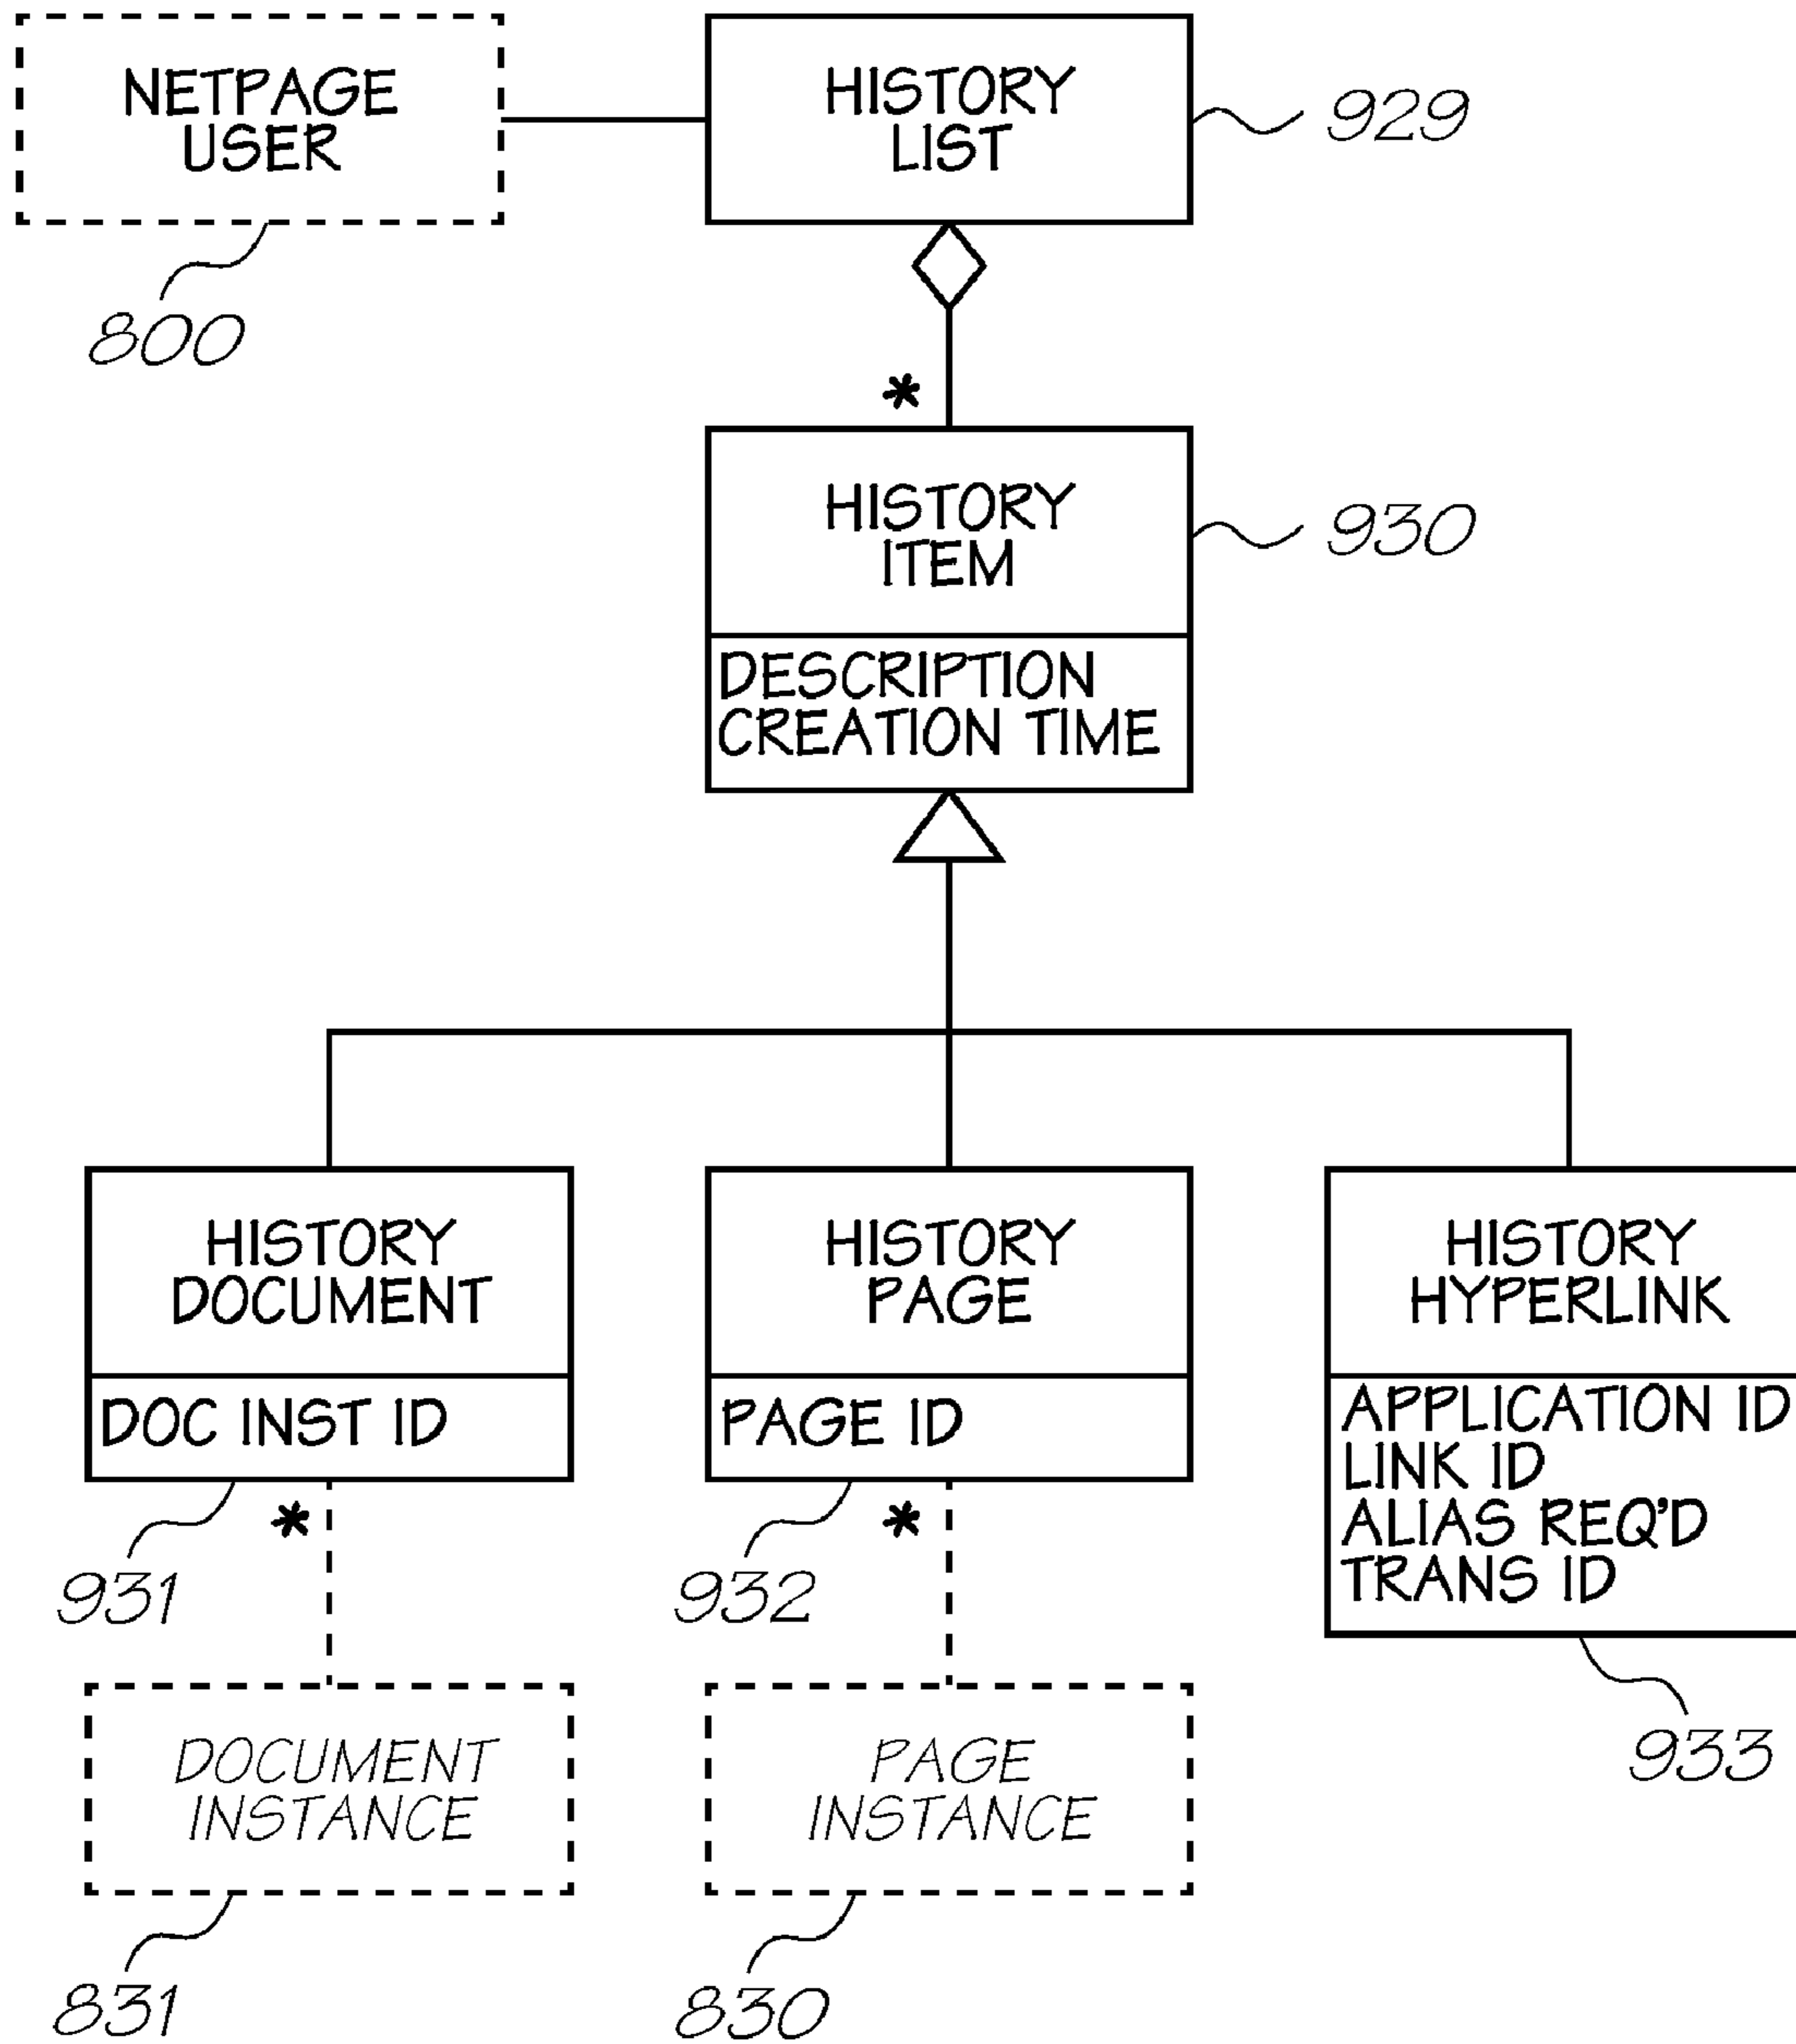 NETPAGE
USER
HISTORY
LIST
929
800
*
HISTORY
ITEM
930
DESCRIPTION
CREATION TIME
HISTORY
DOCUMENT
DOC INST ID
HISTORY
PAGE
PAGE ID
HISTORY
HYPERLINK
APPLICATION ID
LINK ID
ALIAS REQ'D
TRANS ID
*
*
931
932
933
DOCUMENT
INSTANCE
PAGE
INSTANCE
831
830